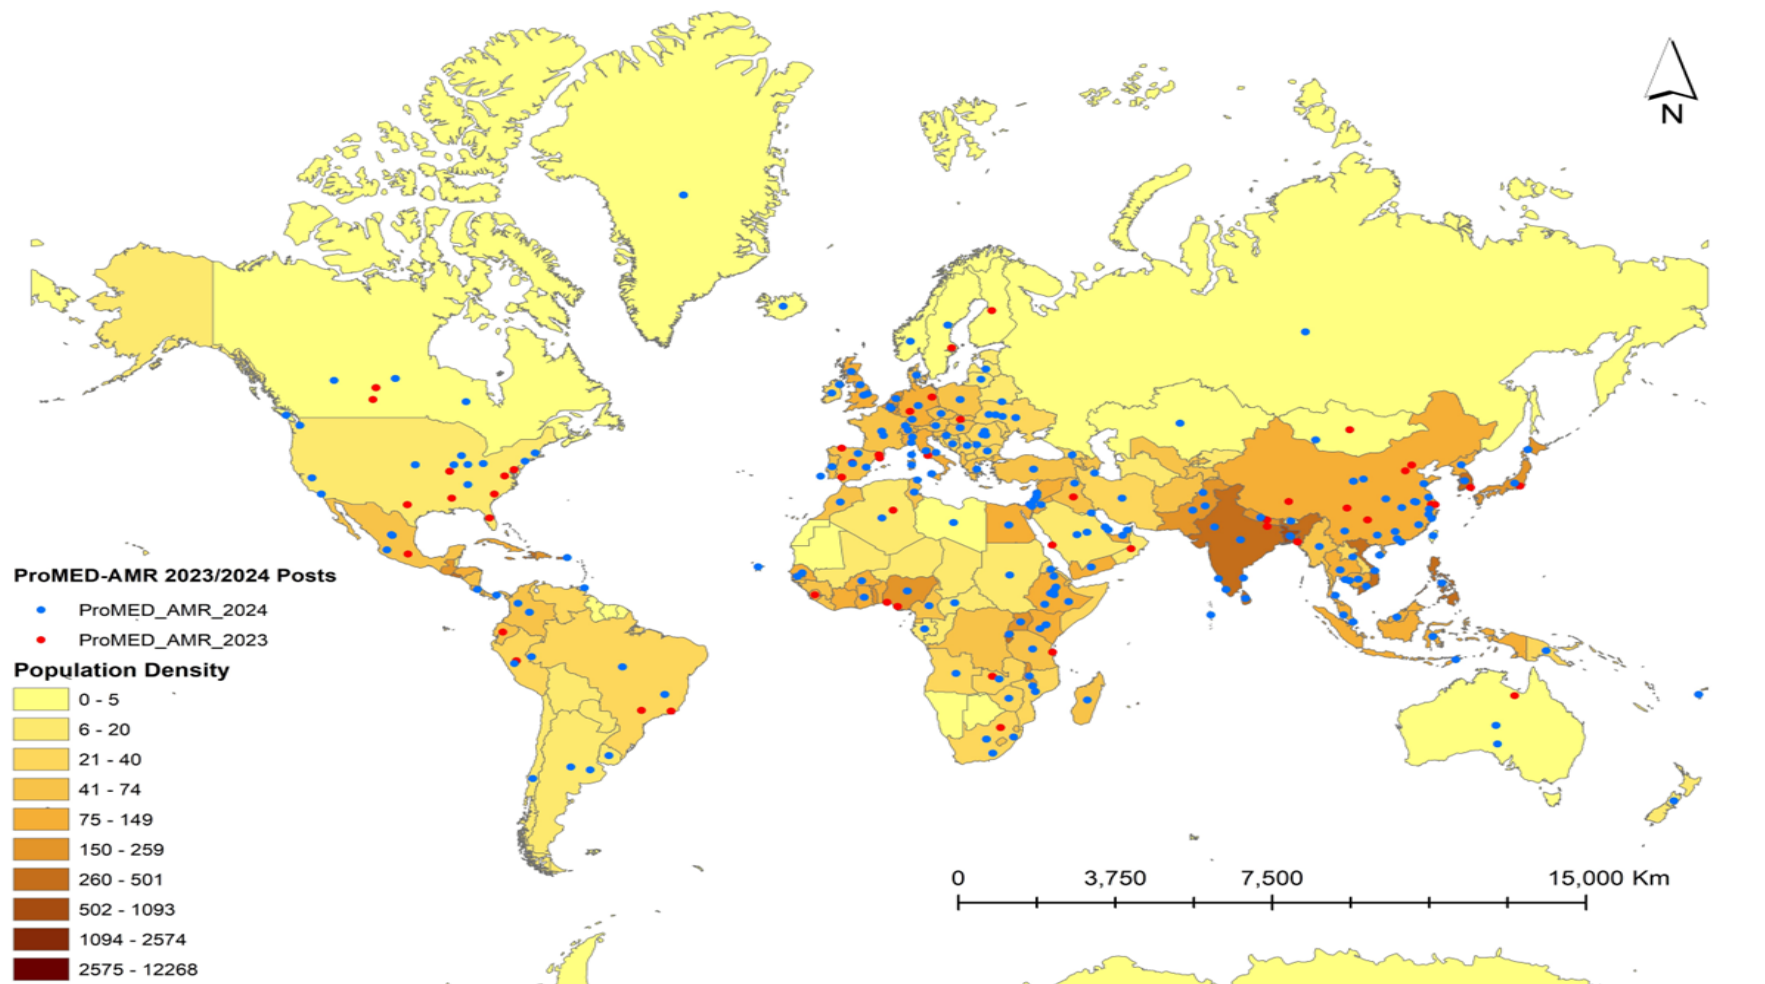 N
ProMED-AMR 2023/2024 Posts
ProMED_AMR_2024
ProMED_AMR_2023
Population Density
0 - 5
6 - 20
21 - 40
41 - 74
75 - 149
150 - 259
260 - 501
502 - 1093
1094 - 2574
2575 - 12268
0 3,750 7,500 15,000 Km